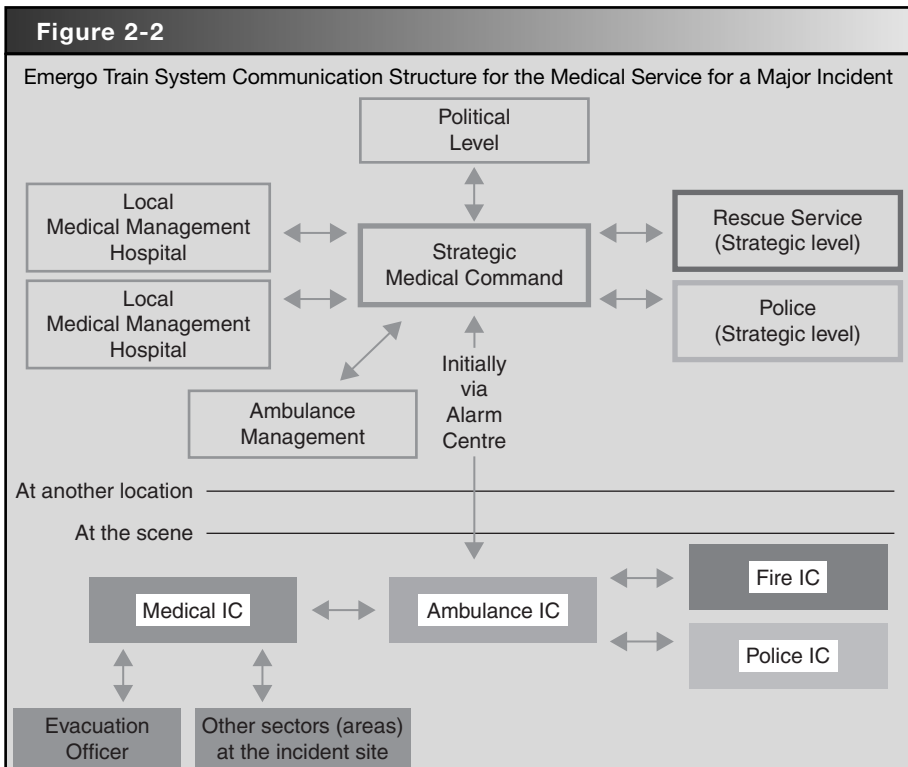 Figure 2-2
Emergo Train System Communication Structure for the Medical Service for a Major Incident
Political
Level
Local
Medical Management
Hospital
Strategic
Medical Command
Rescue Service
(Strategic level)
Local
Medical Management
Hospital
Police
(Strategic level)
Ambulance
Management
Initially
via
Alarm
Centre
At another location
At the scene
Medical IC
Ambulance IC
Fire IC
Police IC
Evacuation
Officer
Other sectors (areas)
at the incident site